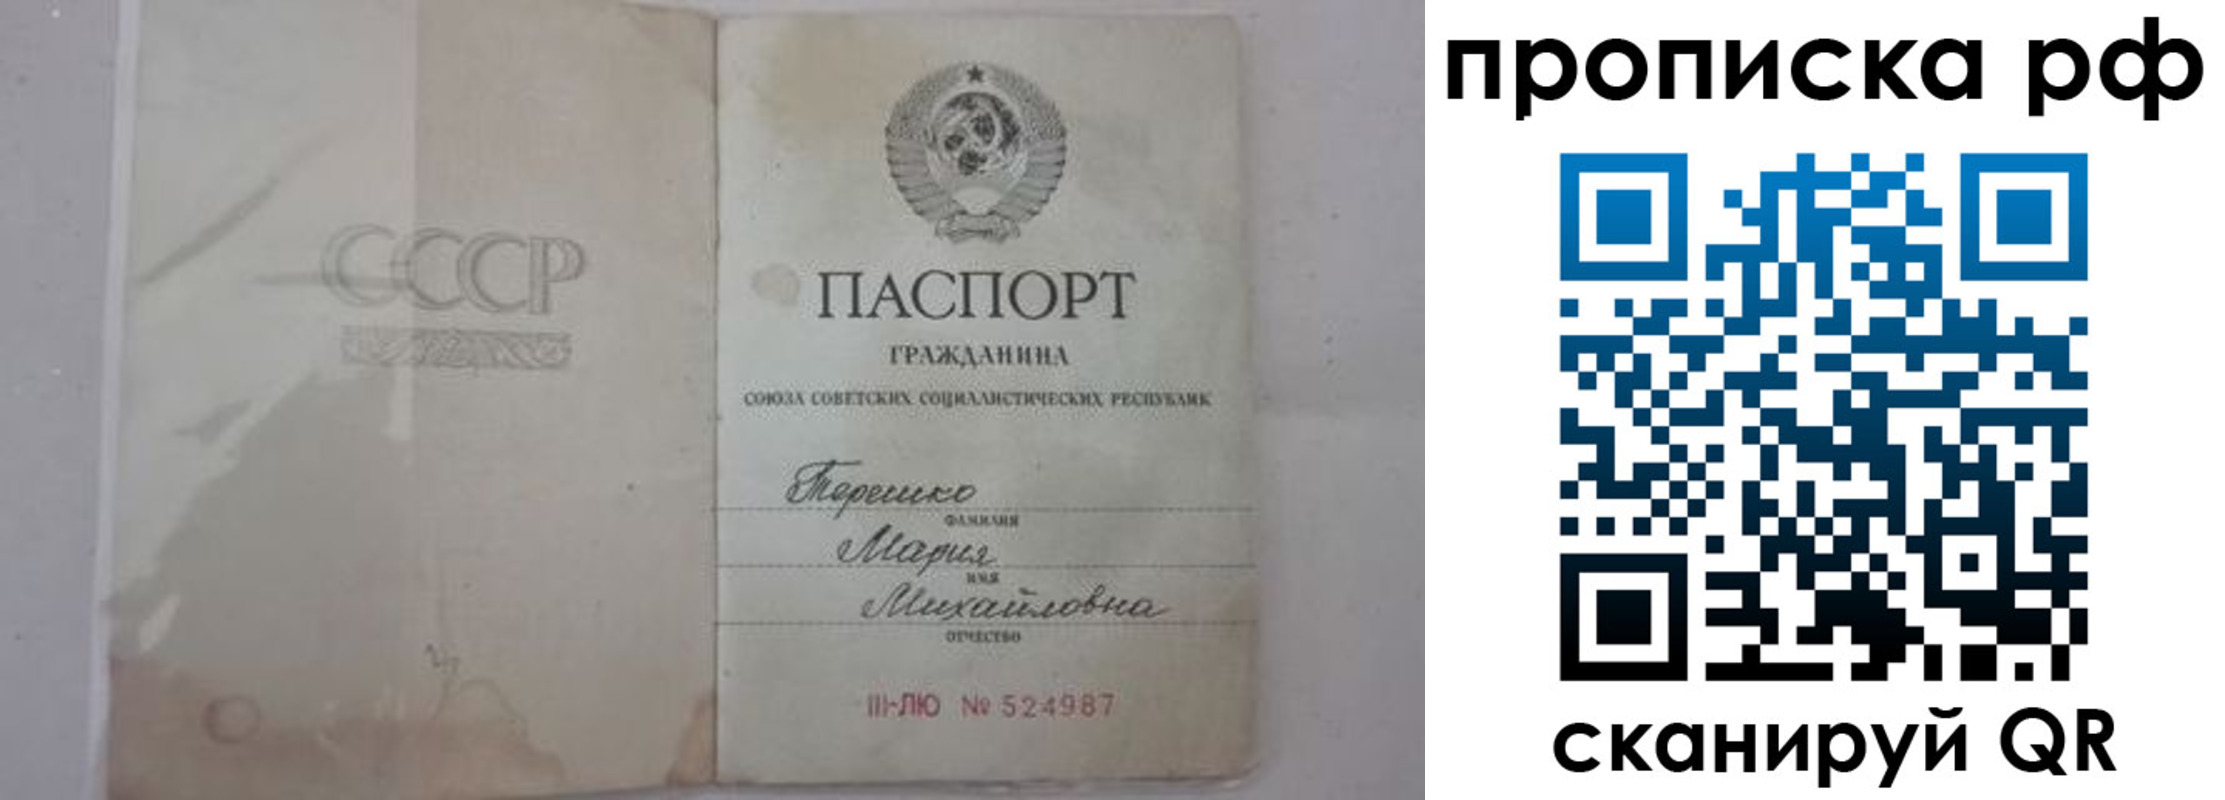 СССР
ПАСПОРТ
ГРАЖДАНИНА
СОЮЗА СОВЕТСКИХ СОЦИАЛИСТИЧЕСКИХ РЕСПУБЛИК
Терешко
ФАМИЛИЯ
Мария
ИМЯ
Михайловна
ОТЧЕСТВО
III-ЛЮ № 524987
прописка рф
сканируй QR